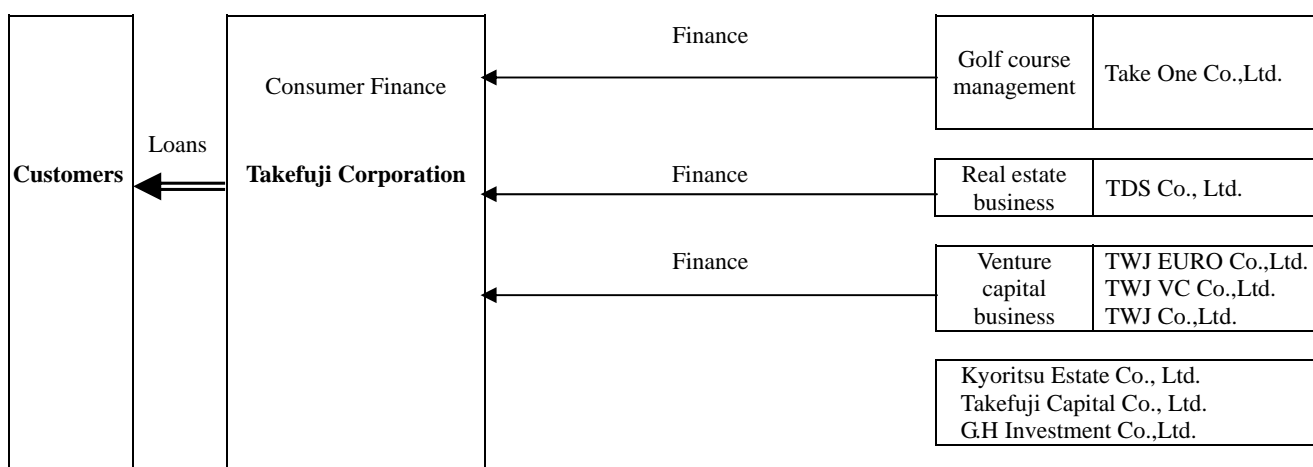 Customers
Loans
Consumer Finance
Takefuji Corporation
Finance
Golf course
management
Take One Co.,Ltd.
Finance
Real estate
business
TDS Co., Ltd.
Finance
Venture
capital
business
TWJ EURO Co.,Ltd.
TWJ VC Co.,Ltd.
TWJ Co.,Ltd.
Kyoritsu Estate Co., Ltd.
Takefuji Capital Co., Ltd.
G.H Investment Co.,Ltd.